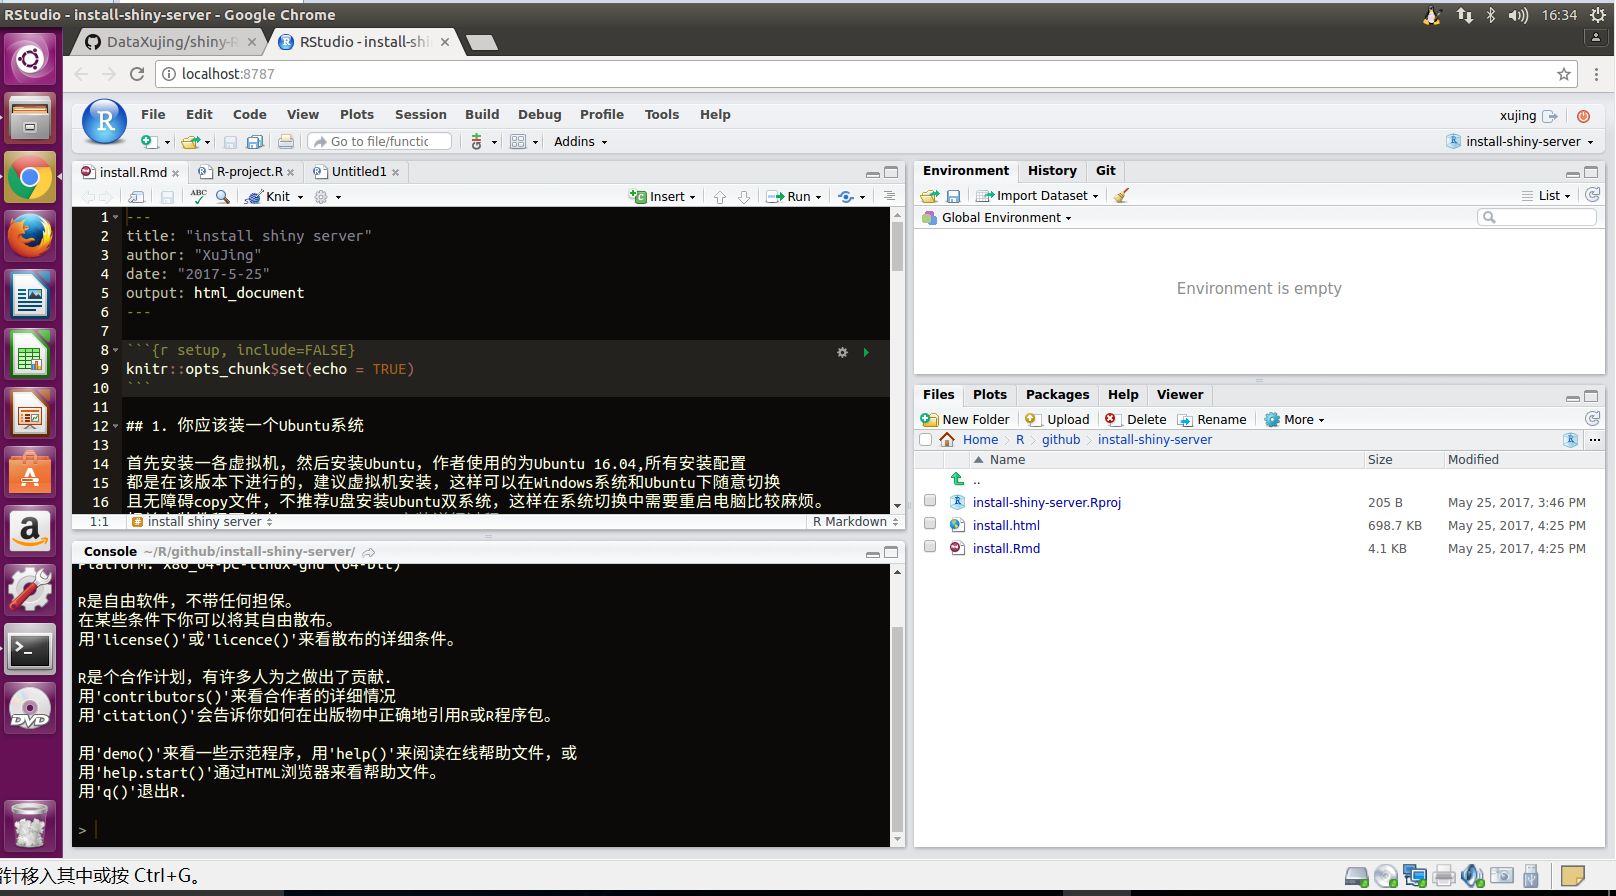 RStudio - install-shiny-server - Google Chrome
16:34
DataXujing/shiny-R
RStudio - install-shi
localhost:8787
File Edit Code View Plots Session Build Debug Profile Tools Help
xujing
Go to file/functic
Addins
install-shiny-server
install.Rmd
R-project.R
Untitled1
ABC
Knit
Insert
Run
1 ---
2 title: "install shiny server"
3 author: "XuJing"
4 date: "2017-5-25"
5 output: html_document
6 ---
7
8 ```{r setup, include=FALSE}
9 knitr::opts_chunk$set(echo = TRUE)
10 ```
11
12 ## 1. 你应该装一个Ubuntu系统
13
14 首先安装一各虚拟机，然后安装Ubuntu，作者使用的为Ubuntu 16.04,所有安装配置
15 都是在该版本下进行的，建议虚拟机安装，这样可以在Windows系统和Ubuntu下随意切换
16 且无障碍copy文件，不推荐U盘安装Ubuntu双系统，这样在系统切换中需要重启电脑比较麻烦。
1:1
install shiny server
R Markdown
Console ~/R/github/install-shiny-server/
Platform: x86_64-pc-linux-gnu (64-bit)
R是自由软件，不带任何担保。
在某些条件下你可以将其自由散布。
用'license()'或'licence()'来看散布的详细条件。
R是个合作计划，有许多人为之做出了贡献.
用'contributors()'来看合作者的详细情况
用'citation()'会告诉你如何在出版物中正确地引用R或R程序包。
用'demo()'来看一些示范程序，用'help()'来阅读在线帮助文件，或
用'help.start()'通过HTML浏览器来看帮助文件。
用'q()'退出R.
>
Environment History Git
Import Dataset
List
Global Environment
Environment is empty
Files Plots Packages Help Viewer
New Folder Upload Delete Rename More
Home R github install-shiny-server
Name Size Modified
..
install-shiny-server.Rproj 205 B May 25, 2017, 3:46 PM
install.html 698.7 KB May 25, 2017, 4:25 PM
install.Rmd 4.1 KB May 25, 2017, 4:25 PM
DVD
针移入其中或按 Ctrl+G。